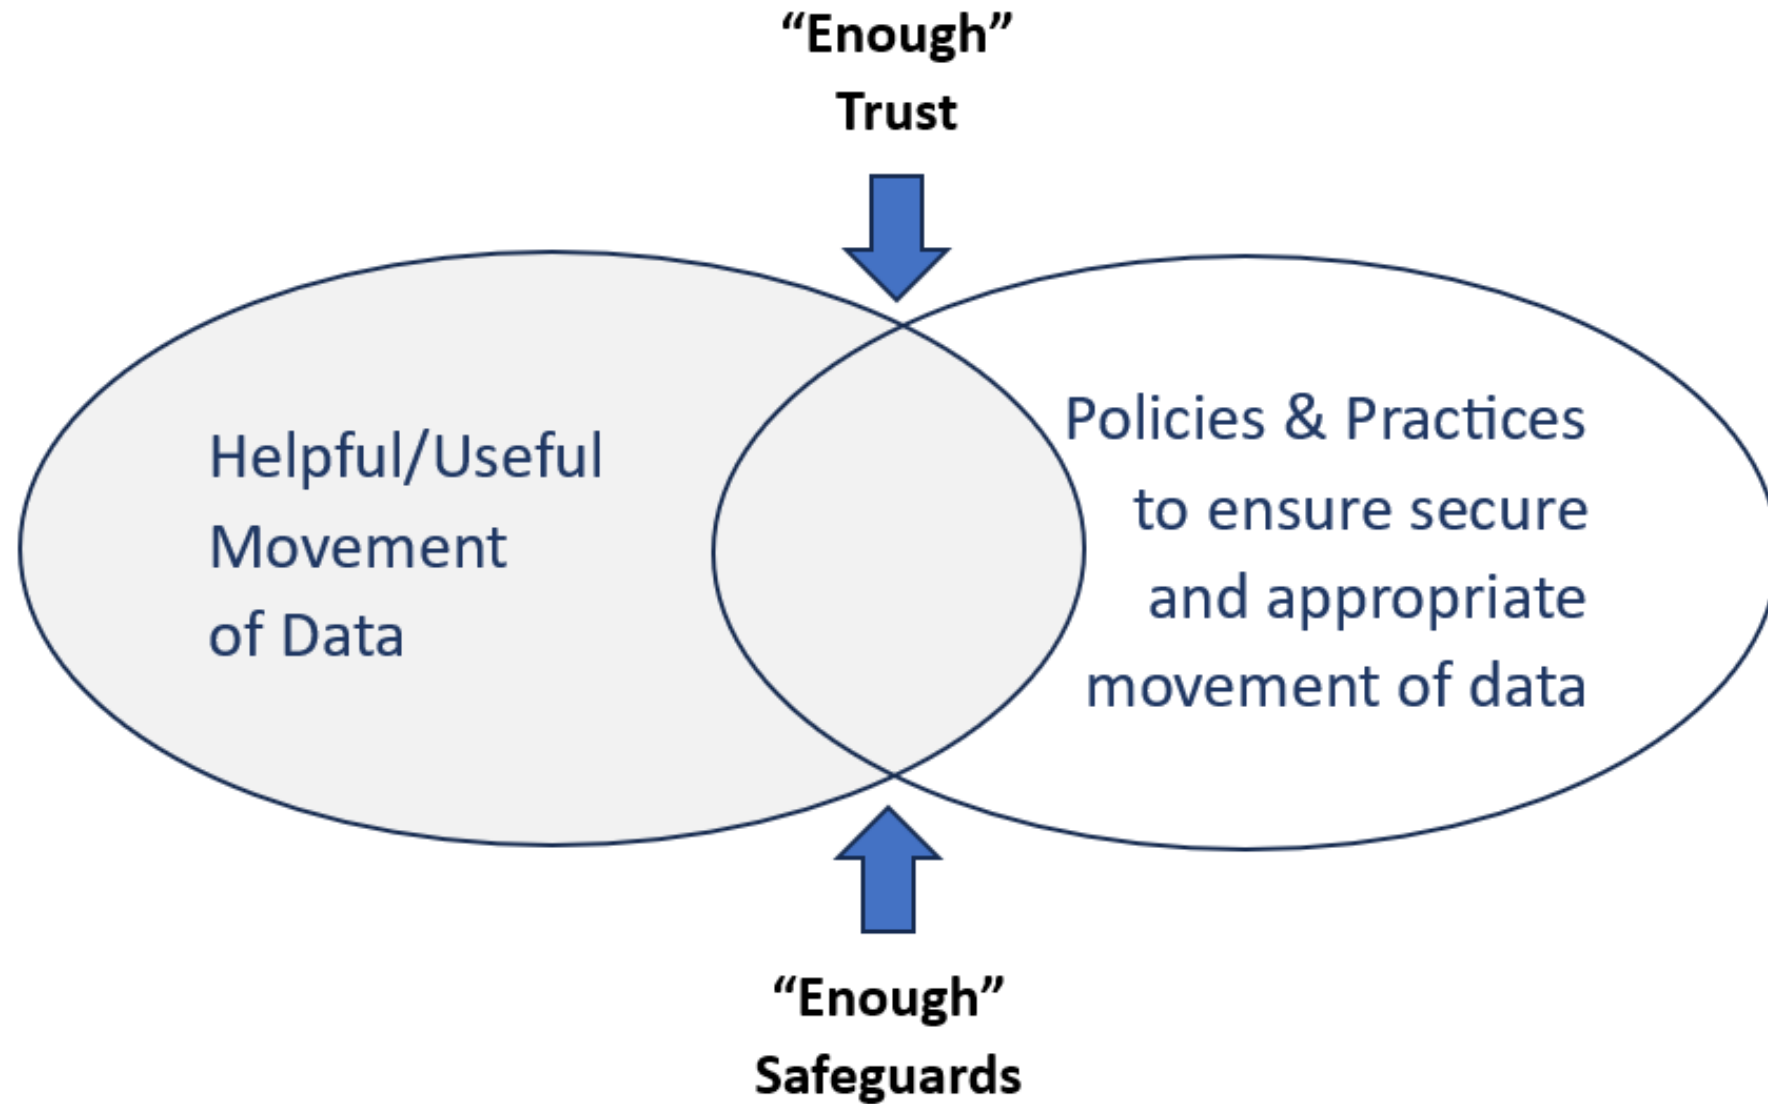 “Enough”
Trust
Helpful/Useful
Movement
of Data
Policies & Practices
to ensure secure
and appropriate
movement of data
“Enough”
Safeguards